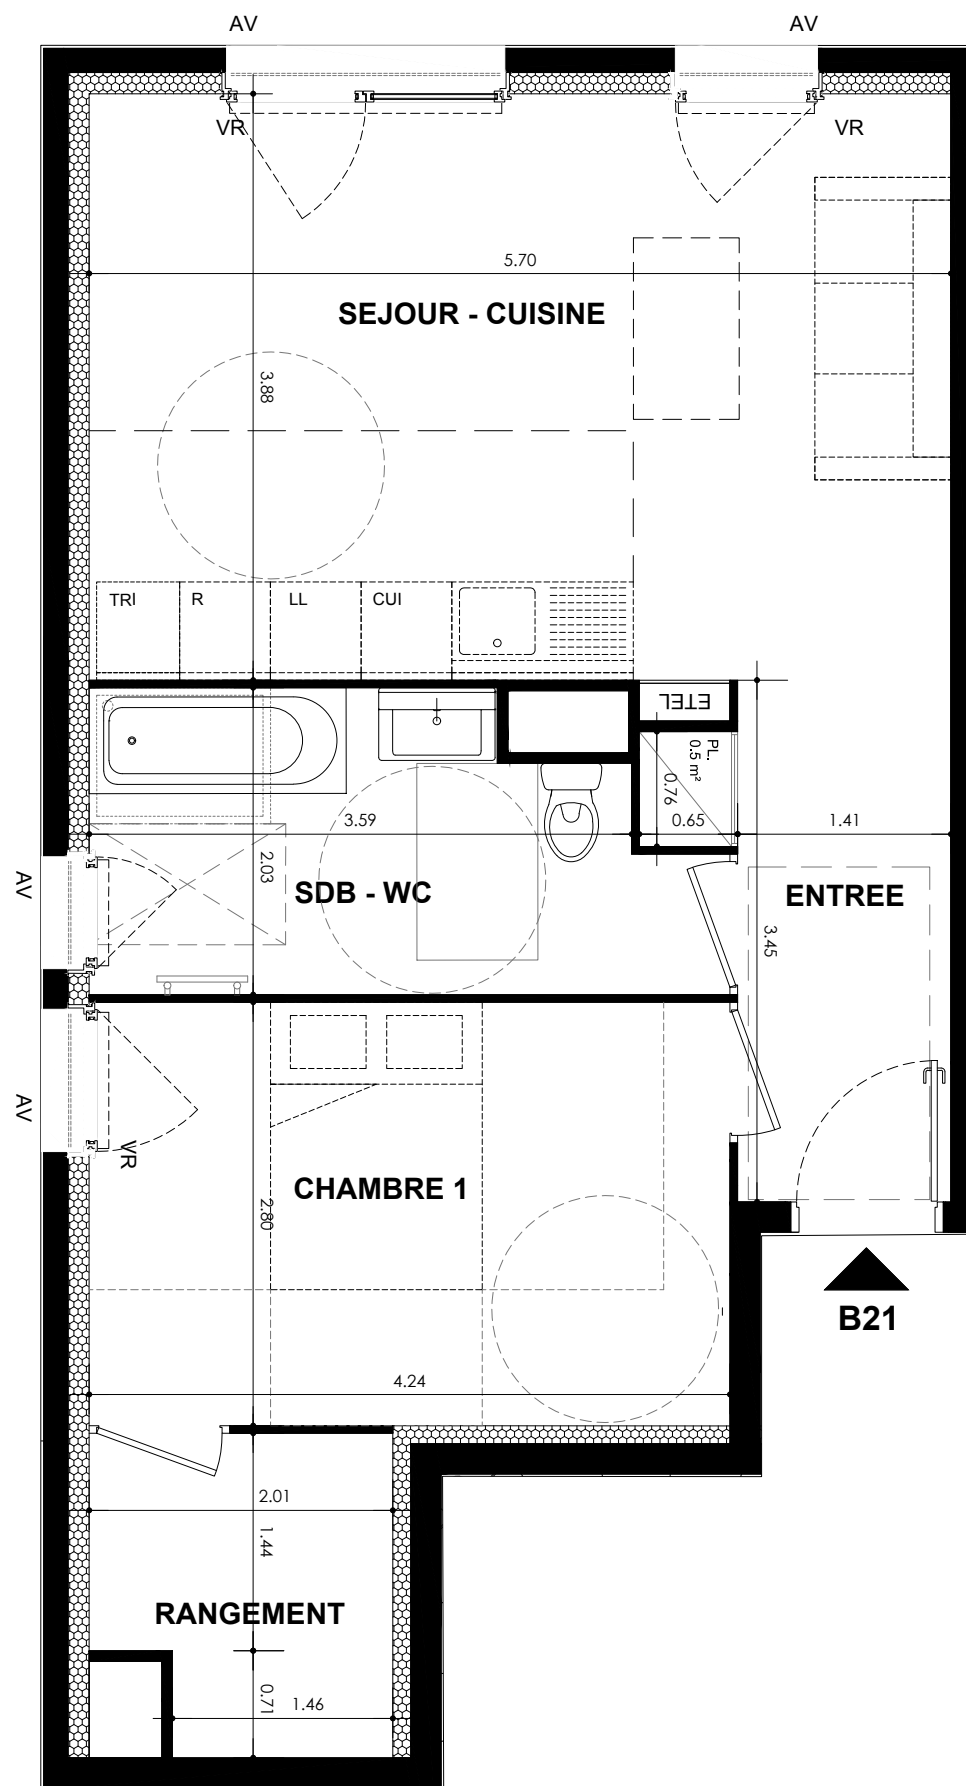 AV
AV
VR
VR
5.70
SEJOUR - CUISINE
3.88
TRI
R
LL
CUI
ETEL
PL.
0.5 m²
0.76
3.59
0.65
1.41
2.03
AV
SDB - WC
ENTREE
3.45
AV
VR
CHAMBRE 1
2.80
B21
4.24
2.01
1.44
RANGEMENT
0.71
1.46